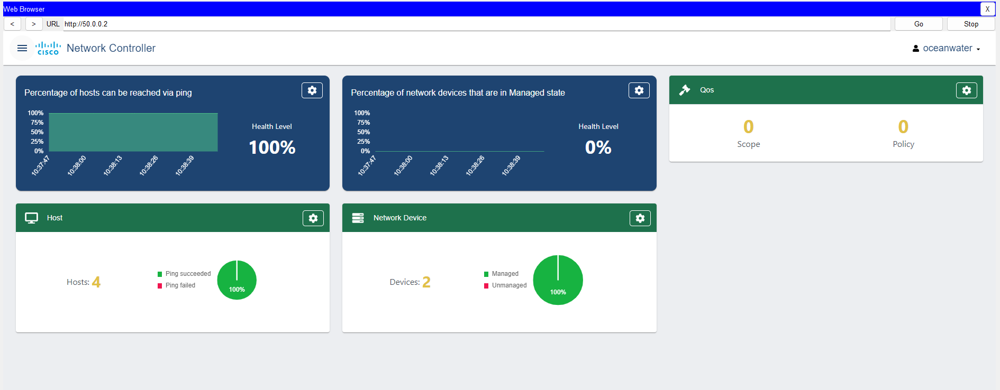 Web Browser
X
<
>
URL
http://50.0.0.2
Go
Stop
CISCO
Network Controller
oceanwater
Percentage of hosts can be reached via ping
100%
75%
50%
25%
0%
10:37:47
10:38:00
10:38:13
10:38:26
10:38:39
Health Level
100%
Percentage of network devices that are in Managed state
100%
75%
50%
25%
0%
10:37:47
10:38:00
10:38:13
10:38:26
10:38:39
Health Level
0%
Qos
0
Scope
0
Policy
Host
Hosts: 4
Ping succeeded
Ping failed
100%
Network Device
Devices: 2
Managed
Unmanaged
100%